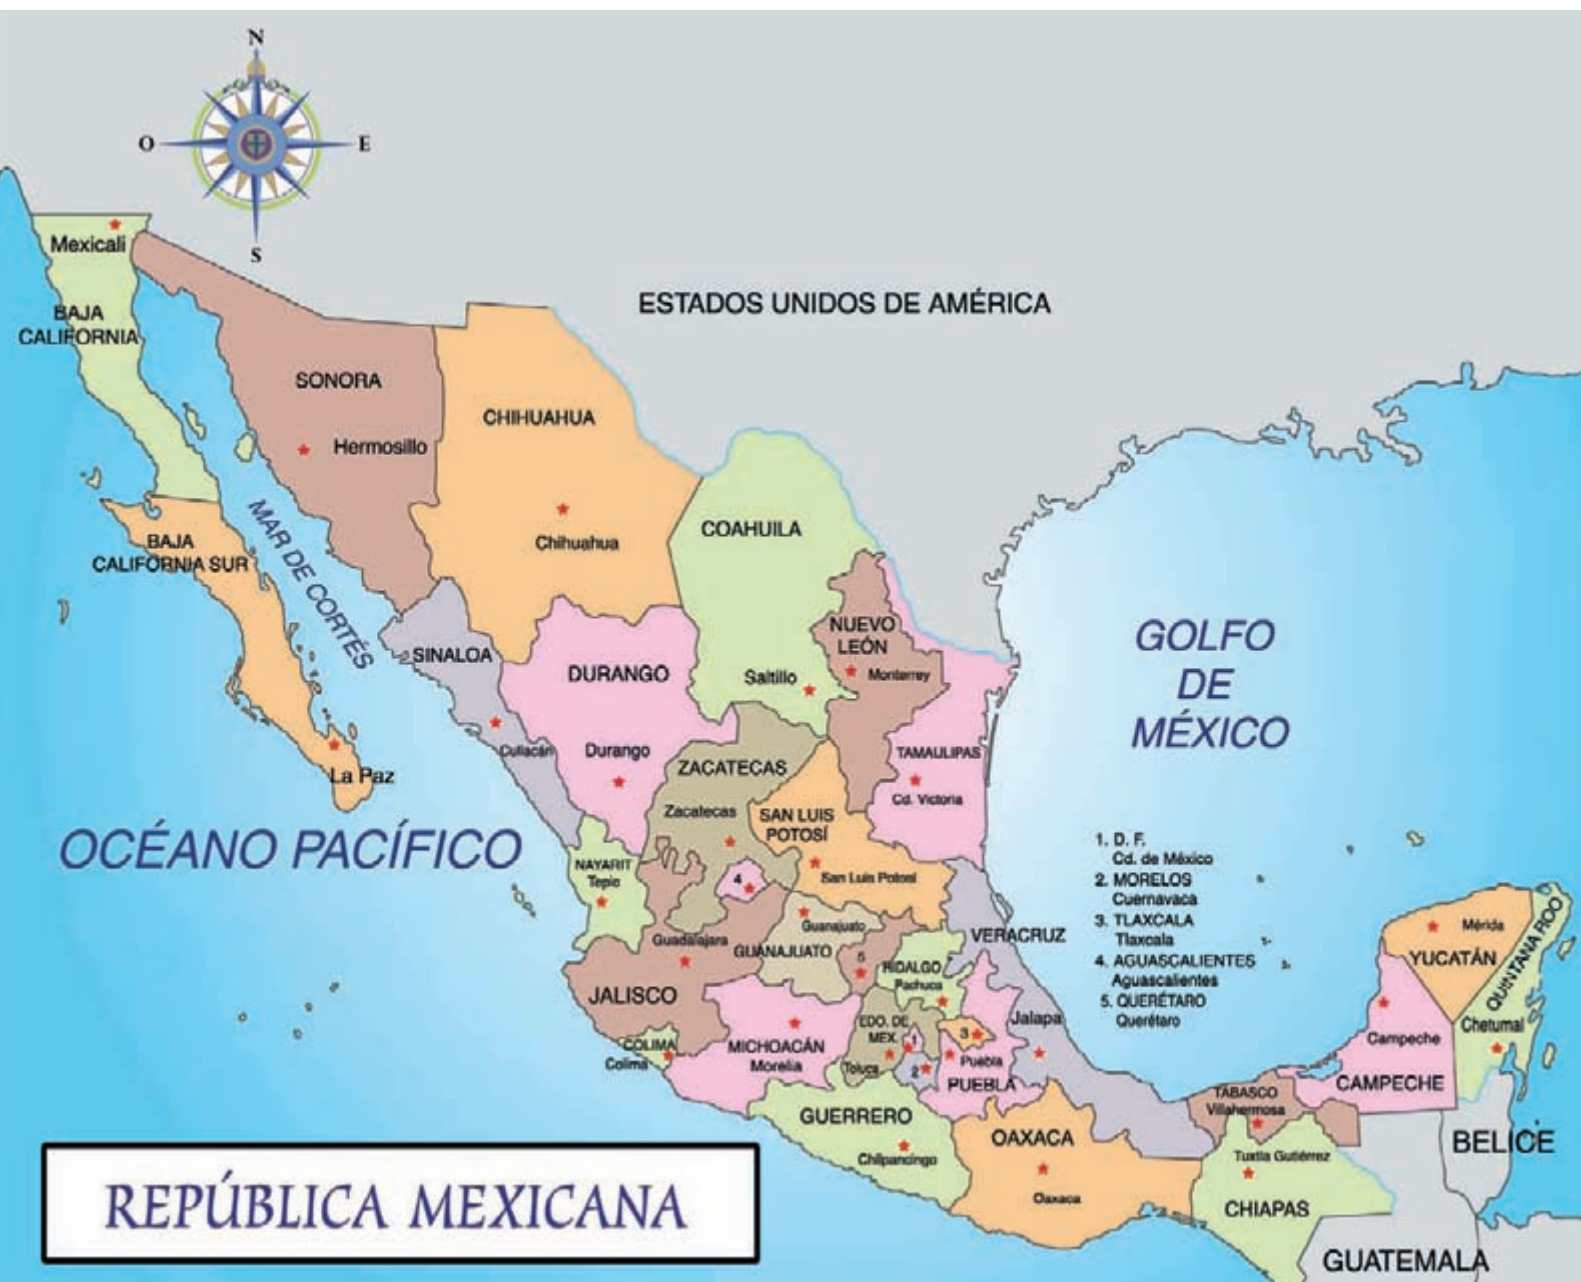 N
O
E
S
Mexicali
BAJA
CALIFORNIA
ESTADOS UNIDOS DE AMÉRICA
SONORA
Hermosillo
CHIHUAHUA
Chihuahua
COAHUILA
Saltillo
MAR DE CORTÉS
BAJA
CALIFORNIA SUR
La Paz
SINALOA
Culiacán
DURANGO
Durango
NUEVO
LEÓN
Monterrey
TAMAULIPAS
Cd. Victoria
GOLFO
DE
MÉXICO
ZACATECAS
Zacatecas
SAN LUIS
POTOSÍ
San Luis Potosí
OCÉANO PACÍFICO
NAYARIT
Tepic
4
Guadalajara
JALISCO
GUANAJUATO
Guanajuato
5
HIDALGO
Pachuca
VERACRUZ
Jalapa
COLIMA
Colima
MICHOACÁN
Morelia
EDO. DE
MEX.
Toluca
1
2
3
Puebla
PUEBLA
GUERRERO
Chilpancingo
OAXACA
Oaxaca
1. D. F.
Cd. de México
2. MORELOS
Cuernavaca
3. TLAXCALA
Tlaxcala
4. AGUASCALIENTES
Aguascalientes
5. QUERÉTARO
Querétaro
Mérida
YUCATÁN
QUINTANA ROO
Chetumal
Campeche
CAMPECHE
TABASCO
Villahermosa
Tuxtla Gutiérrez
CHIAPAS
BELICE
GUATEMALA
REPÚBLICA MEXICANA